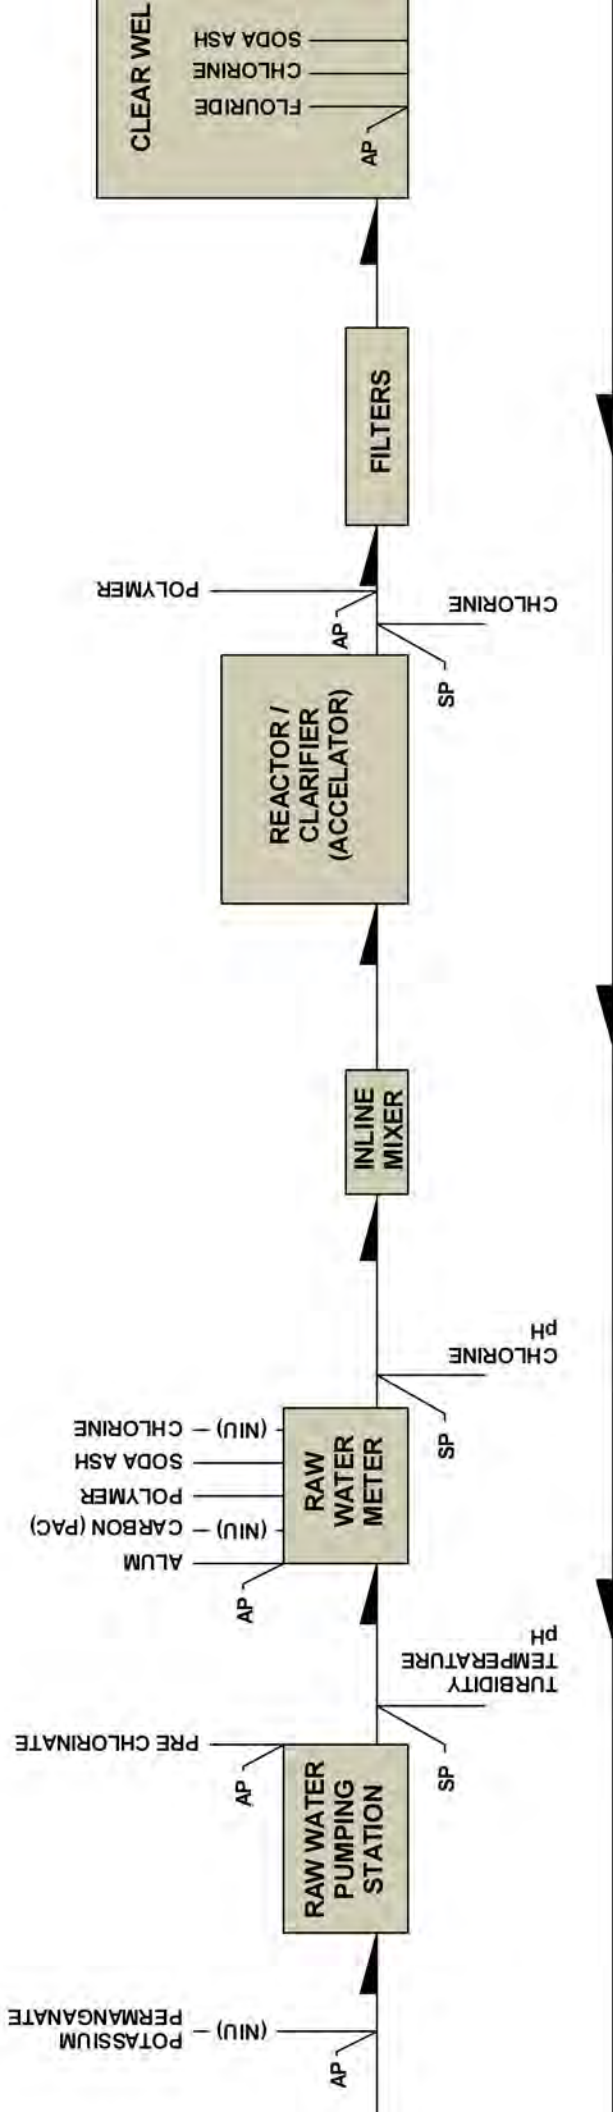 POTASSIUM
PERMANGANATE
(NIU)
AP
RAW WATER
PUMPING
STATION
PRE CHLORINATE
AP
SP
TURBIDITY
TEMPERATURE
pH
ALUM
(NIU) – CARBON (PAC)
POLYMER
SODA ASH
(NIU) – CHLORINE
AP
RAW
WATER
METER
SP
CHLORINE
pH
INLINE
MIXER
REACTOR /
CLARIFIER
(ACCELATOR)
AP
POLYMER
SP
CHLORINE
FILTERS
CLEAR WEL
AP
FLOURIDE
CHLORINE
SODA ASH